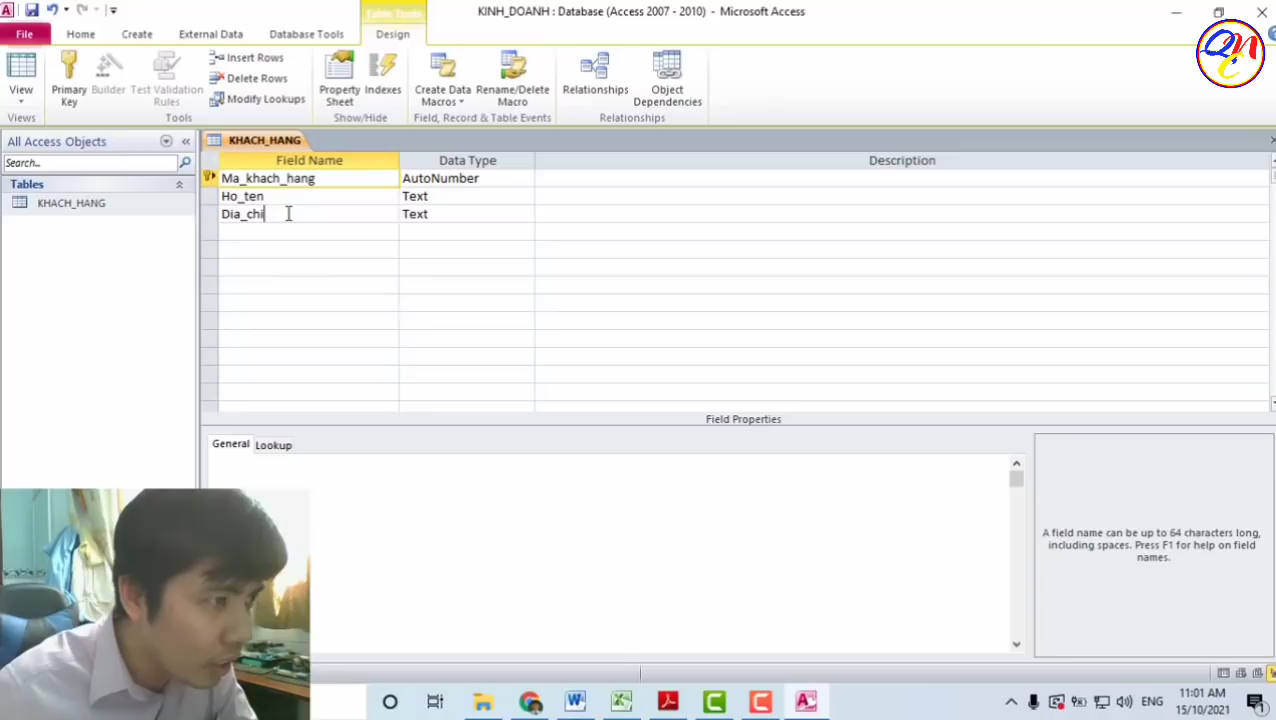 Table Tools
KINH_DOANH : Database (Access 2007 - 2010) - Microsoft Access
File Home Create External Data Database Tools Design
View
Primary Key
Builder
Test Validation Rules
Insert Rows
Delete Rows
Modify Lookups
Property Sheet
Indexes
Create Data Macros
Rename/Delete Macro
Relationships
Object Dependencies
Views Tools Show/Hide Field, Record & Table Events Relationships
All Access Objects
Search...
Tables
KHACH_HANG
KHACH_HANG
Field Name Data Type Description
Ma_khach_hang AutoNumber
Ho_ten Text
Dia_chi Text
Field Properties
General Lookup
A field name can be up to 64 characters long,
including spaces. Press F1 for help on field
names.
ENG
11:01 AM
15/10/2021